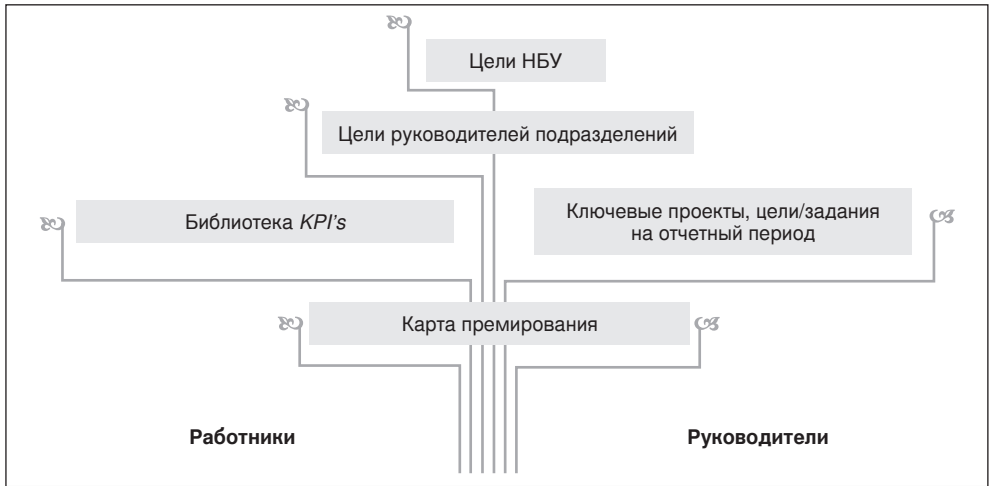 Цели НБУ
Цели руководителей подразделений
Библиотека KPI's
Ключевые проекты, цели/задания
на отчетный период
Карта премирования
Работники
Руководители